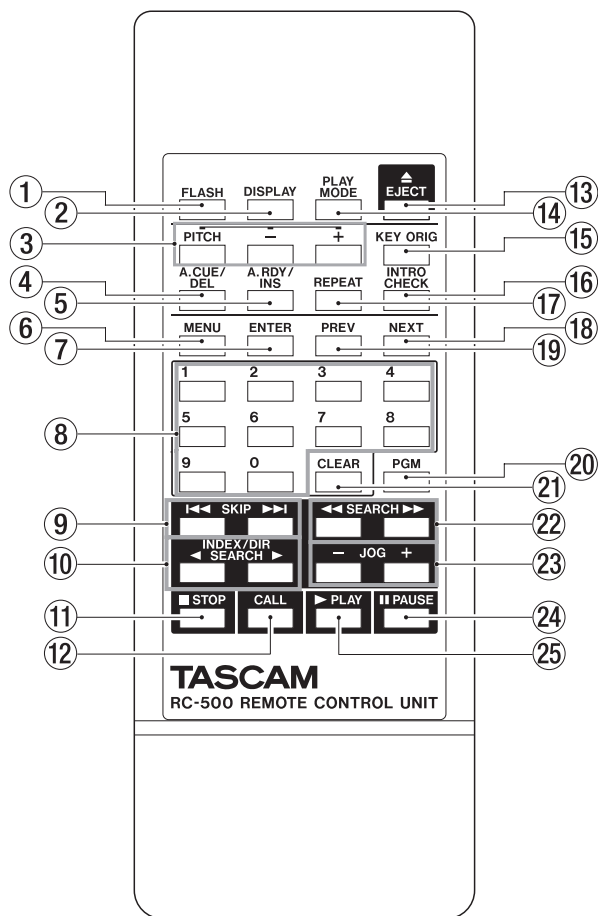 FLASH DISPLAY PLAY MODE EJECT
PITCH − + KEY ORIG
A.CUE/DEL A.RDY/INS REPEAT INTRO CHECK
MENU ENTER PREV NEXT
1 2 3 4
5 6 7 8
9 0 CLEAR PGM
SKIP SEARCH
INDEX/DIR SEARCH − JOG +
STOP CALL PLAY PAUSE
TASCAM
RC-500 REMOTE CONTROL UNIT
1
2
3
4
5
6
7
8
9
10
11
12
13
14
15
16
17
18
19
20
21
22
23
24
25